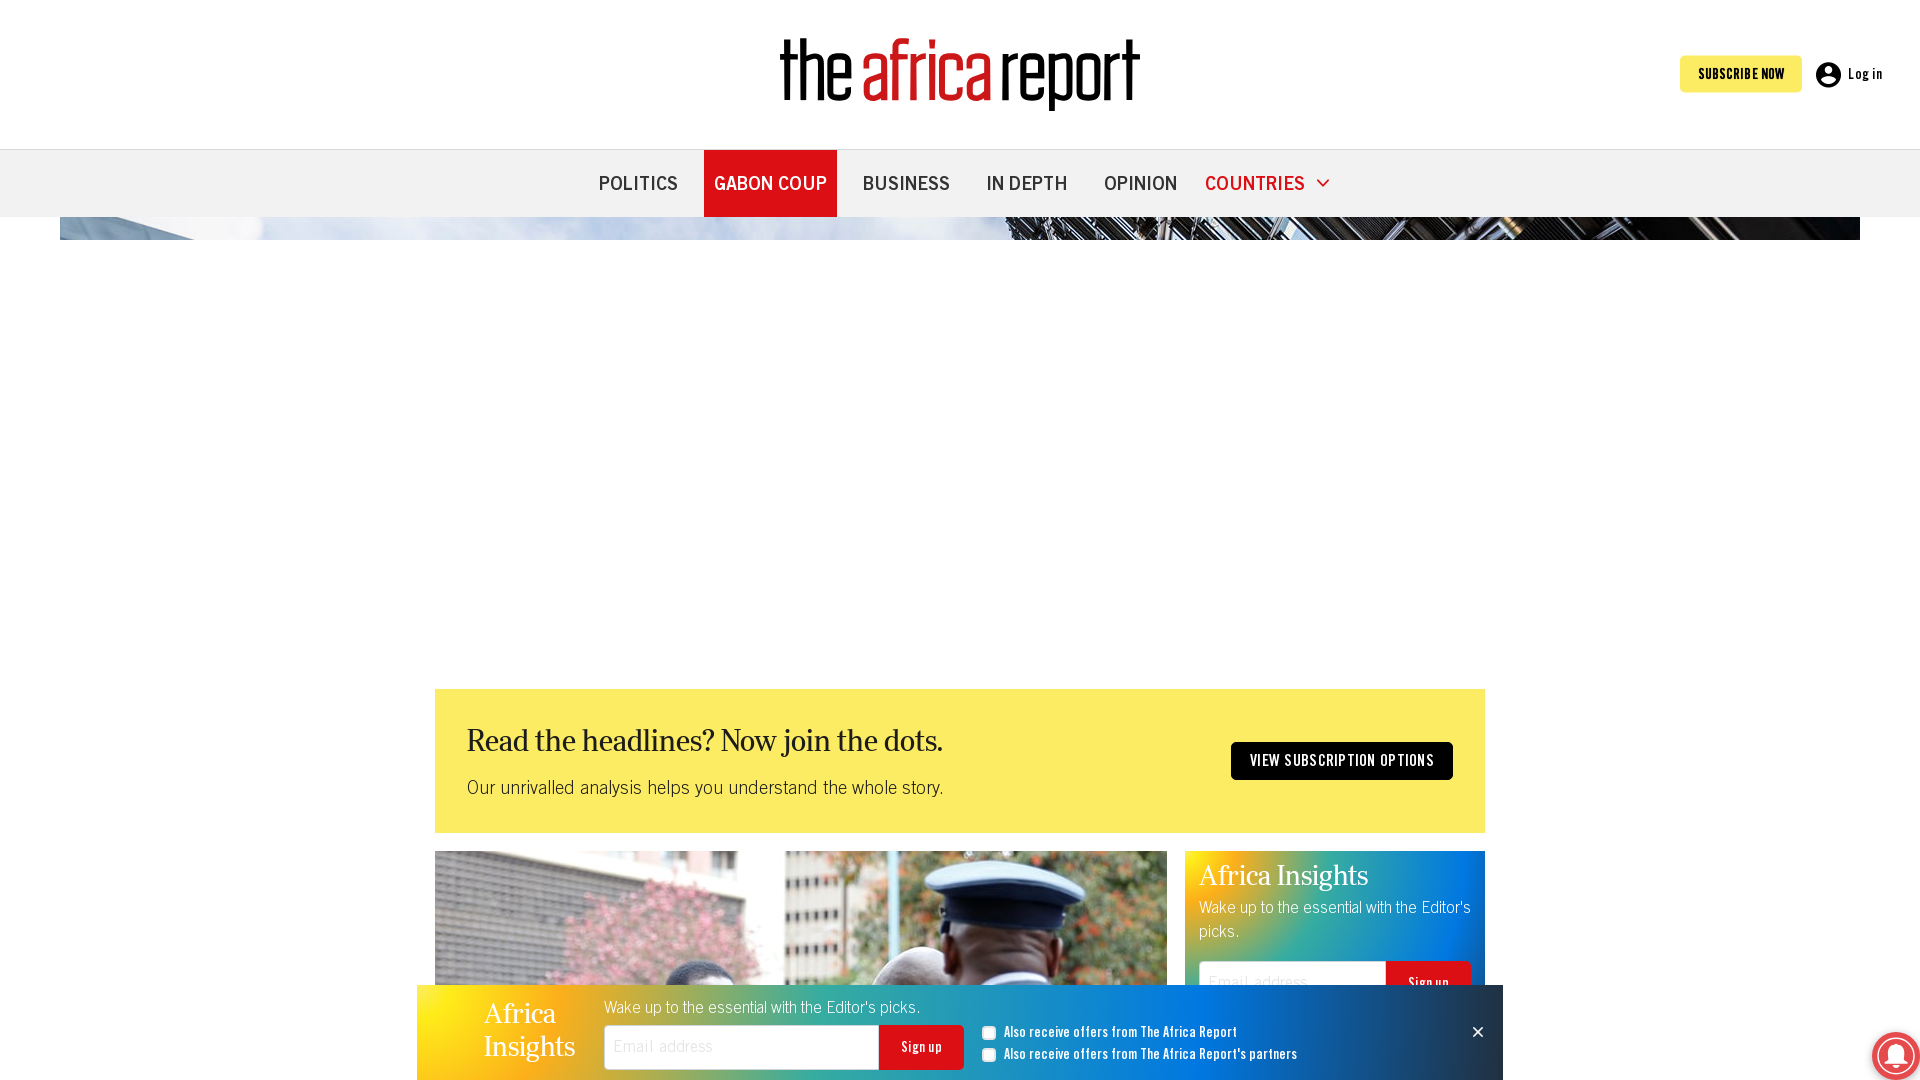 the africa report
SUBSCRIBE NOW
Log in
POLITICS
GABON COUP
BUSINESS
IN DEPTH
OPINION
COUNTRIES
Read the headlines? Now join the dots.
Our unrivalled analysis helps you understand the whole story.
VIEW SUBSCRIPTION OPTIONS
Africa Insights
Wake up to the essential with the Editor's
picks.
Email address
Sign up
Africa
Insights
Wake up to the essential with the Editor's picks.
Email address
Sign up
Also receive offers from The Africa Report
Also receive offers from The Africa Report's partners